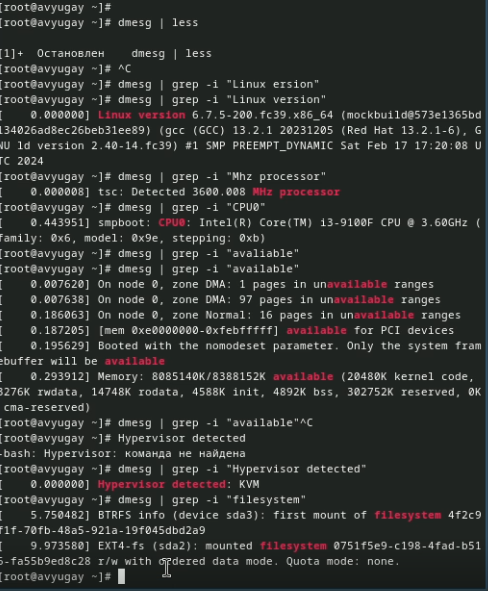 [root@avyugay ~]#
[root@avyugay ~]# dmesg | less

[1]+  Остановлен    dmesg | less
[root@avyugay ~]# ^C
[root@avyugay ~]# dmesg | grep -i "Linux ersion"
[root@avyugay ~]# dmesg | grep -i "Linux version"
[    0.000000] Linux version 6.7.5-200.fc39.x86_64 (mockbuild@573e1365bd
134026ad8ec26beb31ee89) (gcc (GCC) 13.2.1 20231205 (Red Hat 13.2.1-6), G
NU ld version 2.40-14.fc39) #1 SMP PREEMPT_DYNAMIC Sat Feb 17 17:20:08 U
TC 2024
[root@avyugay ~]# dmesg | grep -i "Mhz processor"
[    0.000008] tsc: Detected 3600.008 MHz processor
[root@avyugay ~]# dmesg | grep -i "CPU0"
[    0.443951] smpboot: CPU0: Intel(R) Core(TM) i3-9100F CPU @ 3.60GHz (
family: 0x6, model: 0x9e, stepping: 0xb)
[root@avyugay ~]# dmesg | grep -i "avaliable"
[root@avyugay ~]# dmesg | grep -i "available"
[    0.007620] On node 0, zone DMA: 1 pages in unavailable ranges
[    0.007638] On node 0, zone DMA: 97 pages in unavailable ranges
[    0.186063] On node 0, zone Normal: 16 pages in unavailable ranges
[    0.187205] [mem 0xe0000000-0xfebfffff] available for PCI devices
[    0.195629] Booted with the nomodeset parameter. Only the system fram
ebuffer will be available
[    0.293912] Memory: 8085140K/8388152K available (20480K kernel code,
3276K rwdata, 14748K rodata, 4588K init, 4892K bss, 302752K reserved, 0K
cma-reserved)
[root@avyugay ~]# dmesg | grep -i "available"^C
[root@avyugay ~]# Hypervisor detected
-bash: Hypervisor: команда не найдена
[root@avyugay ~]# dmesg | grep -i "Hypervisor detected"
[    0.000000] Hypervisor detected: KVM
[root@avyugay ~]# dmesg | grep -i "filesystem"
[    5.750482] BTRFS info (device sda3): first mount of filesystem 4f2c9
f1f-70fb-48a5-921a-19f045dbd2a9
[    9.973580] EXT4-fs (sda2): mounted filesystem 0751f5e9-c198-4fad-b51
5-fa55b9ed8c28 r/w with ordered data mode. Quota mode: none.
[root@avyugay ~]#